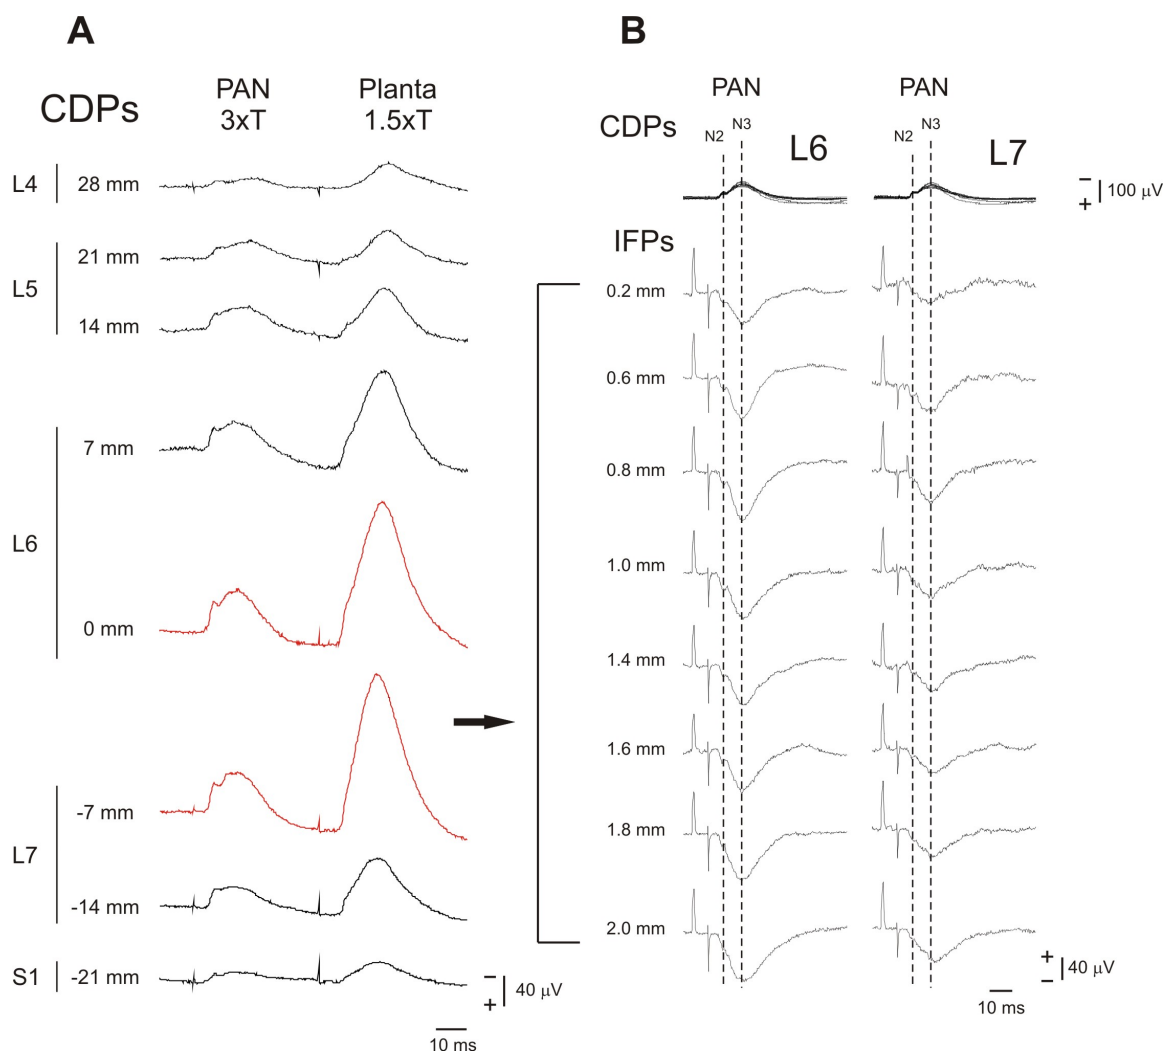 A
CDPs
PAN
3xT
Planta
1.5xT
L4
28 mm
21 mm
L5
14 mm
7 mm
L6
0 mm
-7 mm
L7
-14 mm
S1
-21 mm
−
+
40 μV
10 ms
B
PAN
PAN
CDPs
N2
N3
L6
N2
N3
L7
−
+
100 μV
IFPs
0.2 mm
0.6 mm
0.8 mm
1.0 mm
1.4 mm
1.6 mm
1.8 mm
2.0 mm
+
−
40 μV
10 ms